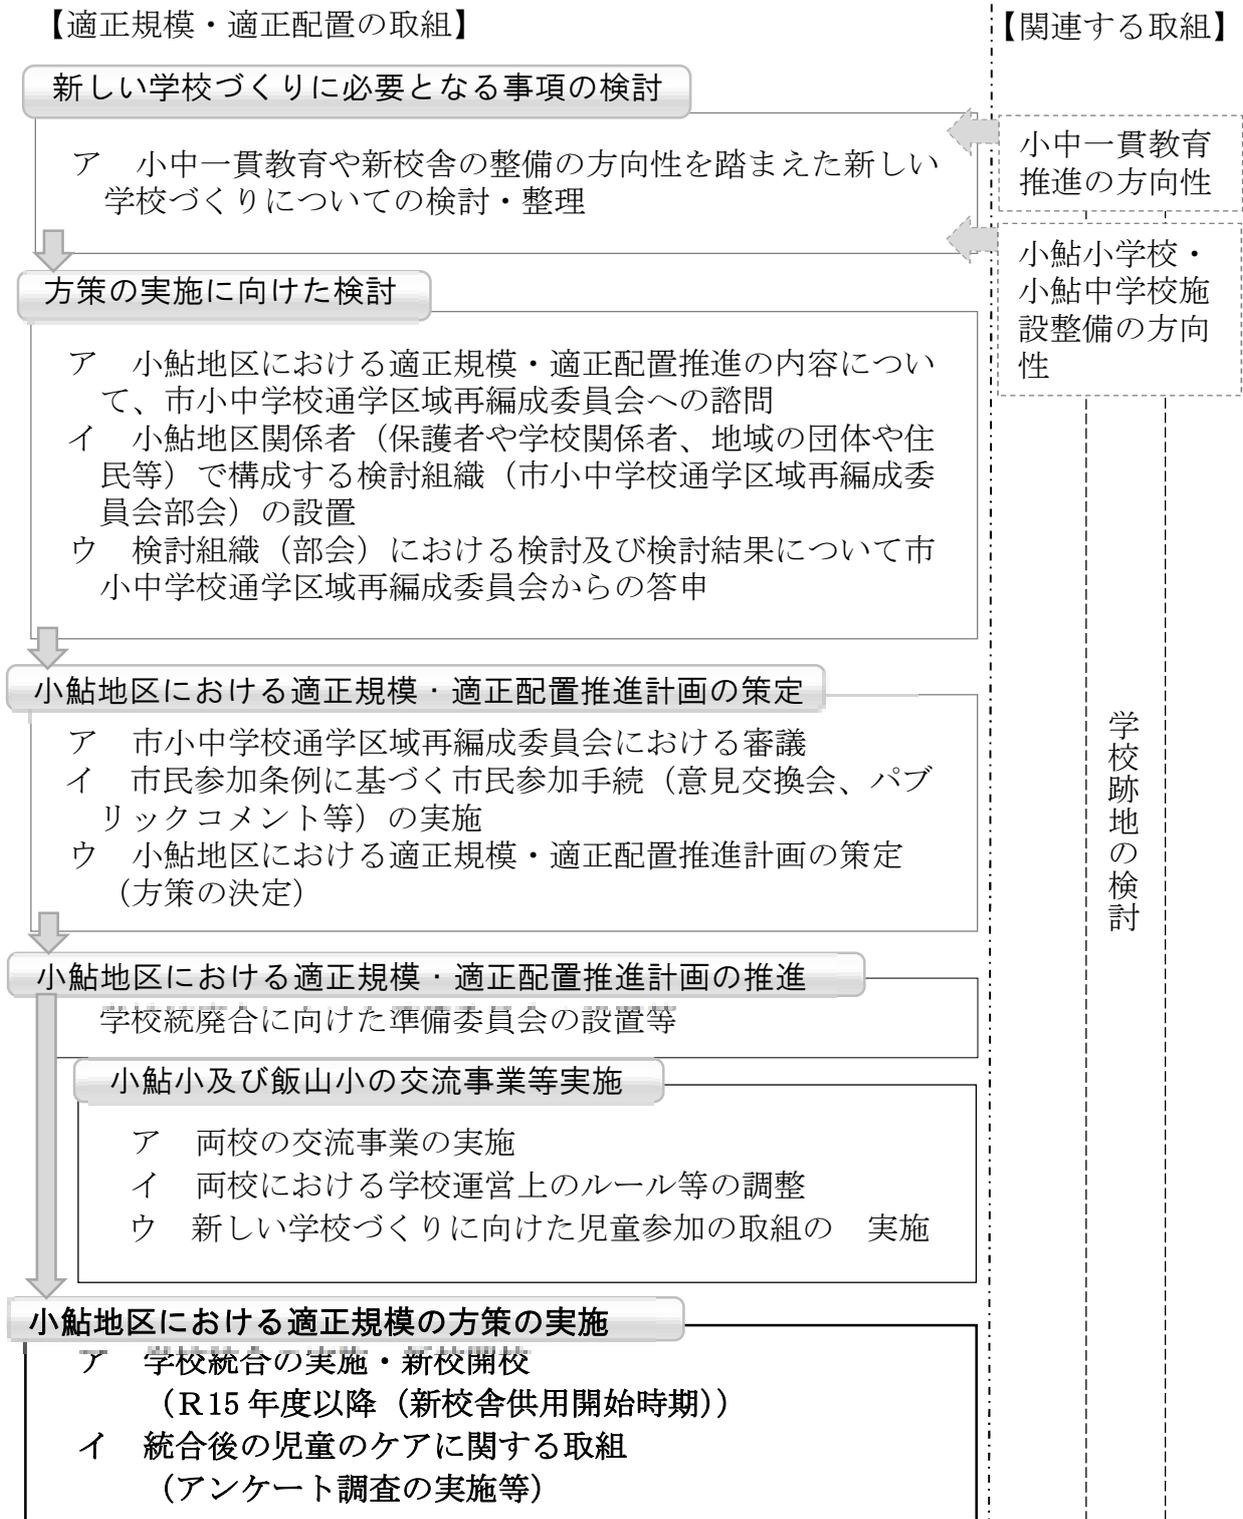 【適正規模・適正配置の取組】
新しい学校づくりに必要となる事項の検討
ア　小中一貫教育や新校舎の整備の方向性を踏まえた新しい
学校づくりについての検討・整理
方策の実施に向けた検討
ア　小鮎地区における適正規模・適正配置推進の内容につい
て、市小中学校通学区域再編成委員会への諮問
イ　小鮎地区関係者（保護者や学校関係者、地域の団体や住
民等）で構成する検討組織（市小中学校通学区域再編成委
員会部会）の設置
ウ　検討組織（部会）における検討及び検討結果について市
小中学校通学区域再編成委員会からの答申
小鮎地区における適正規模・適正配置推進計画の策定
ア　市小中学校通学区域再編成委員会における審議
イ　市民参加条例に基づく市民参加手続（意見交換会、パブ
リックコメント等）の実施
ウ　小鮎地区における適正規模・適正配置推進計画の策定
（方策の決定）
小鮎地区における適正規模・適正配置推進計画の推進
学校統廃合に向けた準備委員会の設置等
小鮎小及び飯山小の交流事業等実施
ア　両校の交流事業の実施
イ　両校における学校運営上のルール等の調整
ウ　新しい学校づくりに向けた児童参加の取組の　実施
小鮎地区における適正規模の方策の実施
ア　学校統合の実施・新校開校
（Ｒ15 年度以降（新校舎供用開始時期））
イ　統合後の児童のケアに関する取組
（アンケート調査の実施等）
【関連する取組】
小中一貫教育
推進の方向性
小鮎小学校・
小鮎中学校施
設整備の方向
性
学校跡地の検討